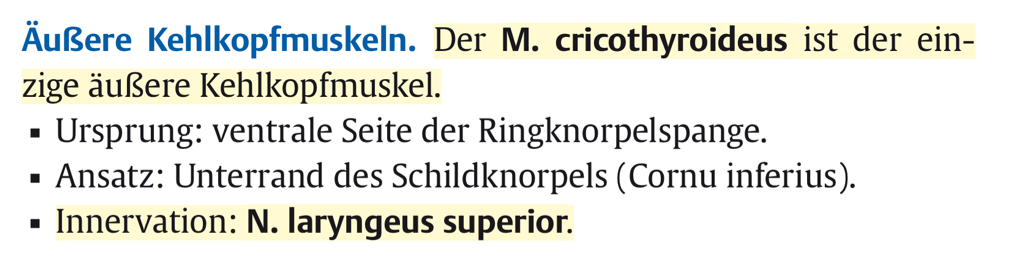 Äußere Kehlkopfmuskeln. Der M. cricothyroideus ist der ein-
zige äußere Kehlkopfmuskel.
▪ Ursprung: ventrale Seite der Ringknorpelspange.
▪ Ansatz: Unterrand des Schildknorpels (Cornu inferius).
▪ Innervation: N. laryngeus superior.